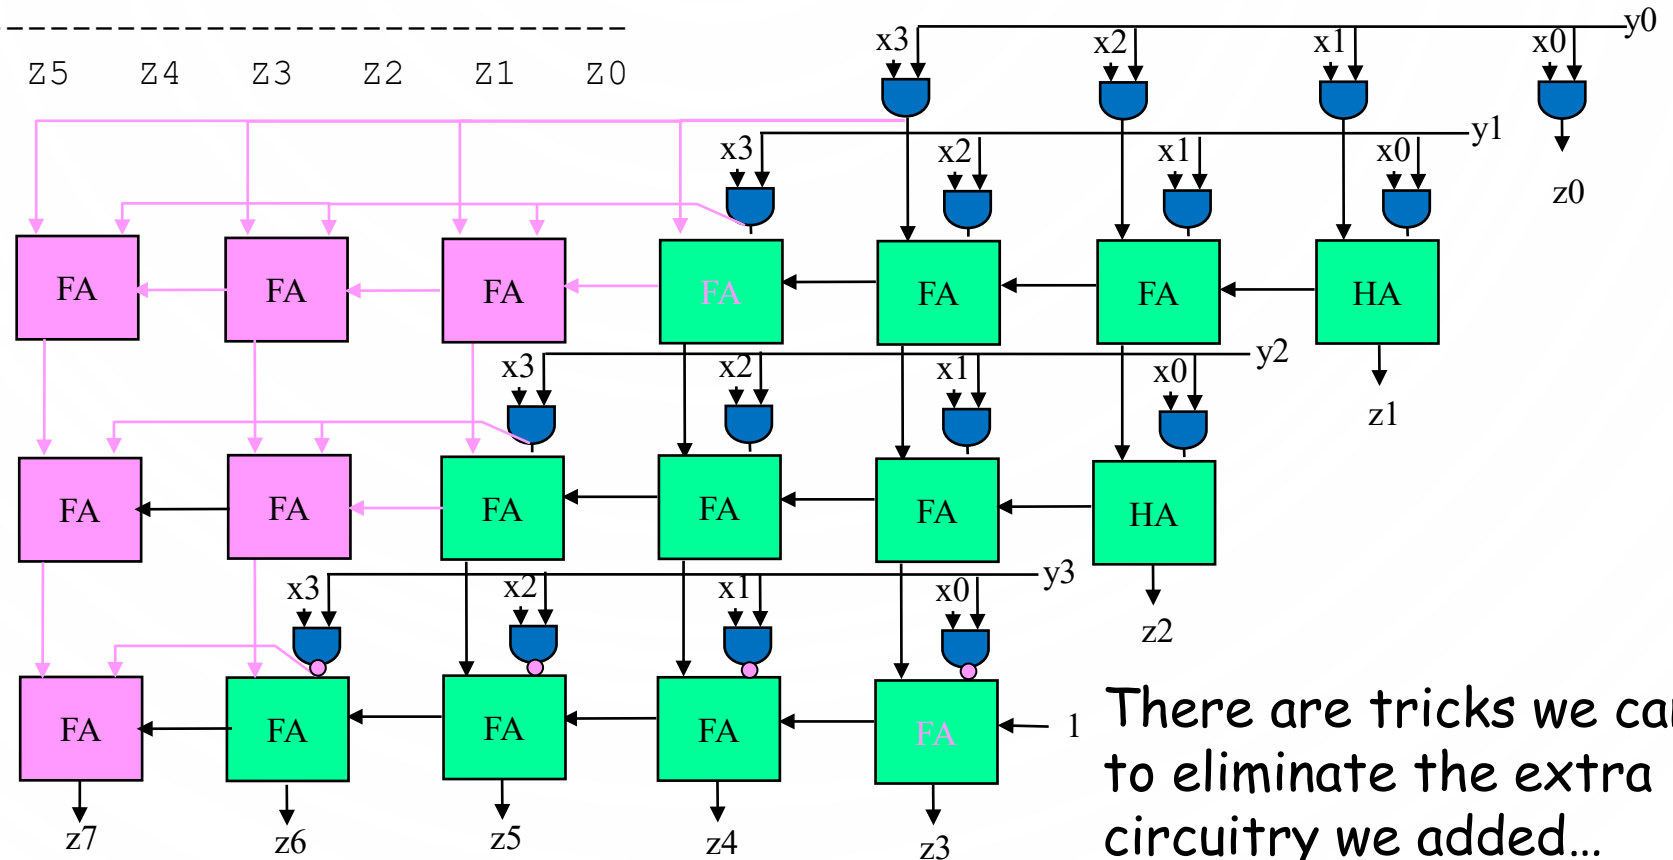 y0
x3 x2 x1 x0
Z5 Z4 Z3 Z2 Z1 Z0
y1
x3 x2 x1 x0
z0
FA FA FA FA FA FA HA
y2
x3 x2 x1 x0
z1
FA FA FA FA FA HA
y3
x3 x2 x1 x0
z2
FA FA FA FA FA 1
z7 z6 z5 z4 z3
There are tricks we
to eliminate the extra
circuitry we added...